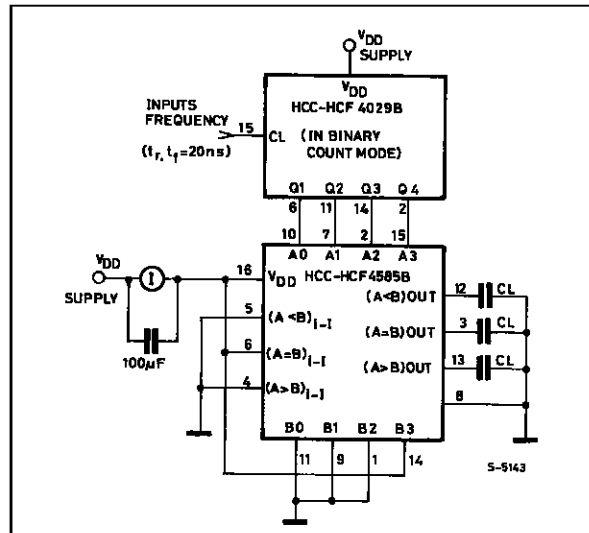 VDD
SUPPLY
VDD
HCC-HCF 4029B
INPUTS
FREQUENCY
15
CL
(IN BINARY
COUNT MODE)
(tr, tf=20ns)
Q1 Q2 Q3 Q4
6 11 14 2
10 7 2 15
A0 A1 A2 A3
VDD
SUPPLY
I
100µF
16
VDD
HCC-HCF4585B
(A<B)OUT
12
CL
5
(A<B)I-I
(A=B)OUT
3
CL
6
(A=B)I-I
(A>B)OUT
13
CL
4
(A>B)I-I
8
B0 B1 B2 B3
11 9 1 14
S-5143